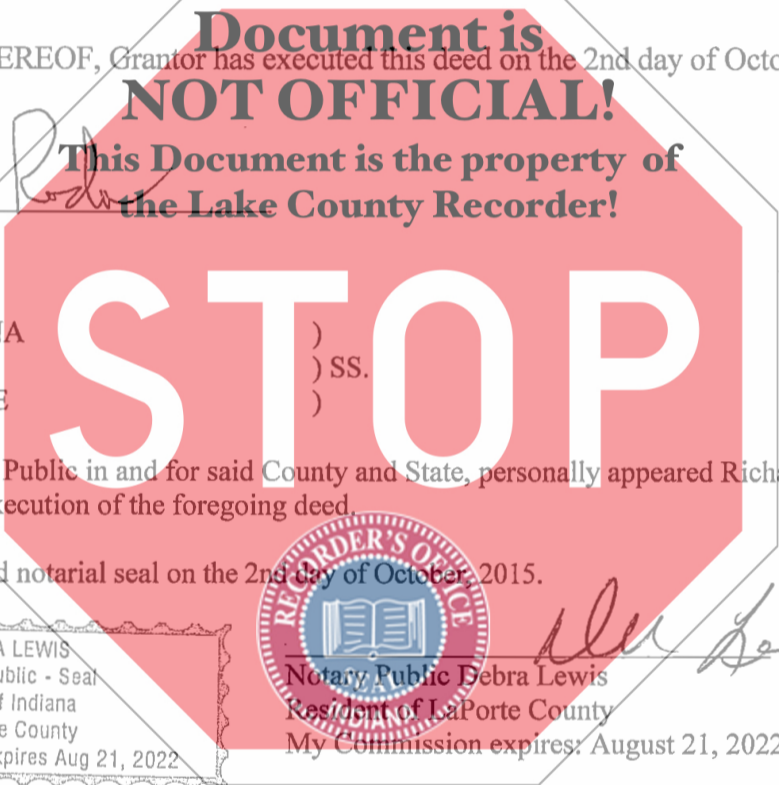 Document is
EREOF, Grantor has executed this deed on the 2nd day of Octo
NOT OFFICIAL!
This Document is the property of
the Lake County Recorder!
STOP
NA )
) SS.
E )
Public in and for said County and State, personally appeared Richa
xecution of the foregoing deed.
d notarial seal on the 2nd day of October, 2015.
RECORDER'S OFFICE
SEAL
INDIANA
A LEWIS
ublic - Seal
f Indiana
e County
xpires Aug 21, 2022
Notary Public Debra Lewis
Resident of LaPorte County
My Commission expires: August 21, 2022